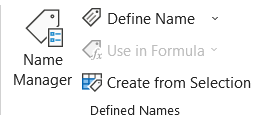 Name
Manager
Define Name
Use in Formula
Create from Selection
Defined Names